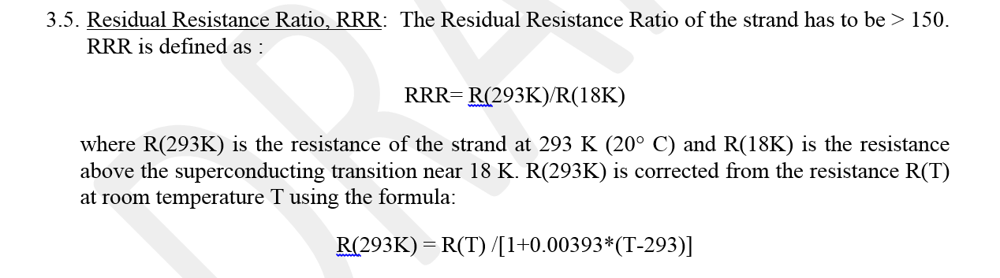 3.5. Residual Resistance Ratio, RRR: The Residual Resistance Ratio of the strand has to be > 150.
RRR is defined as :
RRR= R(293K)/R(18K)
where R(293K) is the resistance of the strand at 293 K (20° C) and R(18K) is the resistance
above the superconducting transition near 18 K. R(293K) is corrected from the resistance R(T)
at room temperature T using the formula:
R(293K) = R(T) /[1+0.00393*(T-293)]